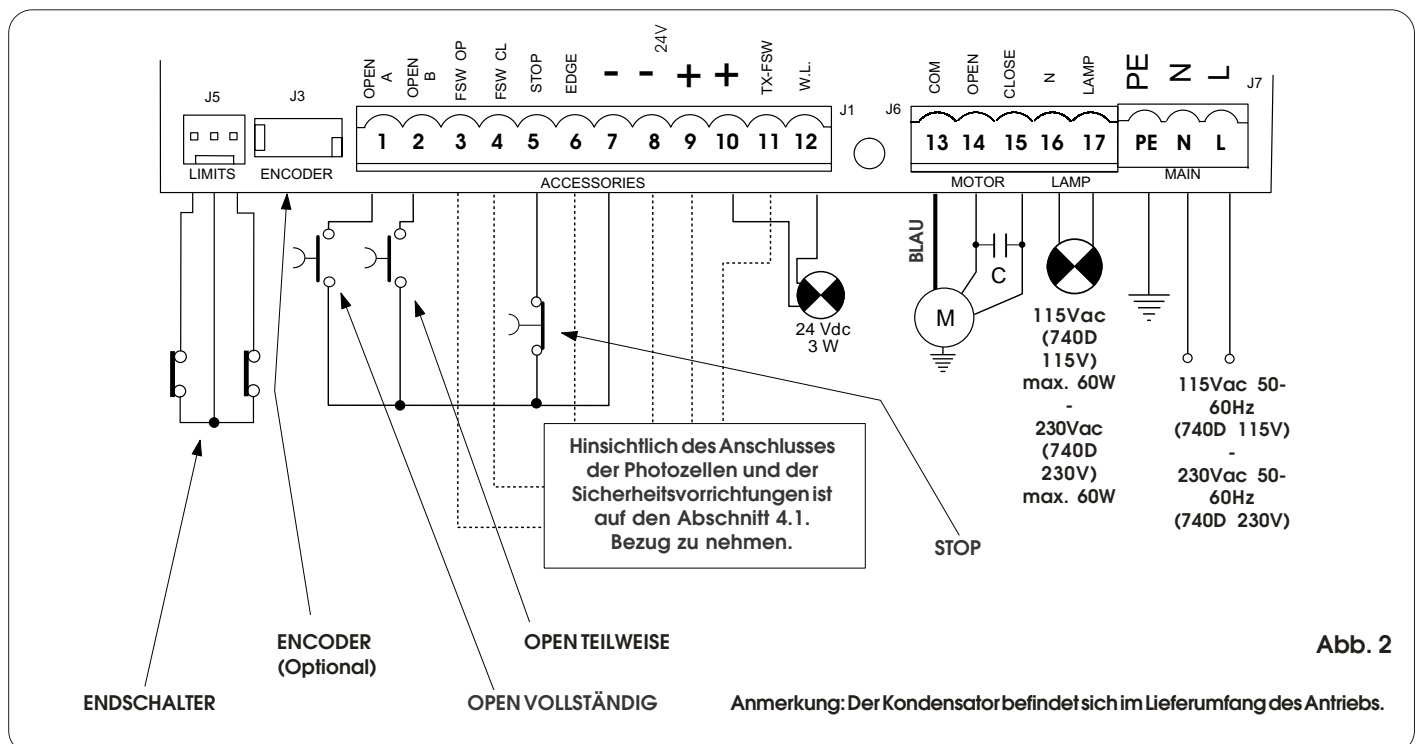 OPEN A
OPEN B
FSW OP
FSW CL
STOP
EDGE
-
-
24V
+
+
TX-FSW
W.L.
COM
OPEN
CLOSE
N
LAMP
PE
N
L
J5
J3
J1
J6
J7
1 2 3 4 5 6 7 8 9 10 11 12
13 14 15 16 17
PE N L
LIMITS
ENCODER
ACCESSORIES
MOTOR
LAMP
MAIN
BLAU
C
M
24 Vdc
3 W
115Vac
(740D
115V)
max. 60W
-
230Vac
(740D
230V)
max. 60W
115Vac 50-
60Hz
(740D 115V)
-
230Vac 50-
60Hz
(740D 230V)
Hinsichtlich des Anschlusses
der Photozellen und der
Sicherheitsvorrichtungen ist
auf den Abschnitt 4.1.
Bezug zu nehmen.
STOP
ENCODER
(Optional)
OPEN TEILWEISE
Abb. 2
ENDSCHALTER
OPEN VOLLSTÄNDIG
Anmerkung: Der Kondensator befindet sich im Lieferumfang des Antriebs.